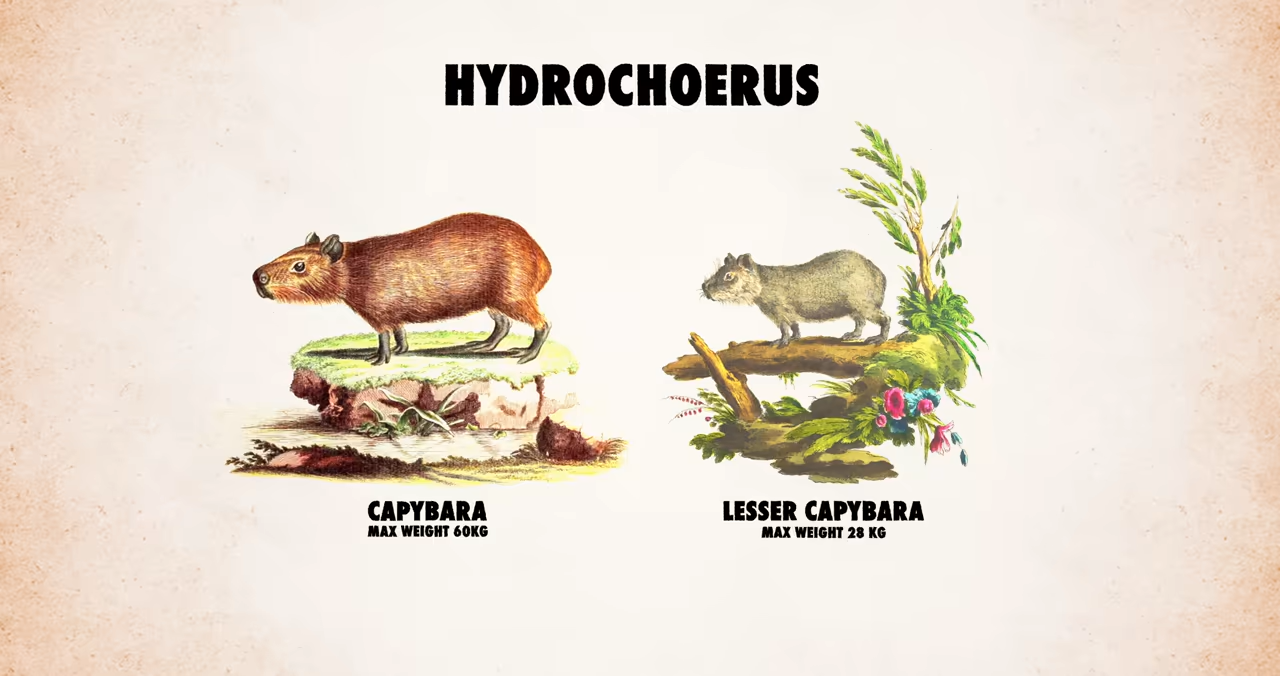 HYDROCHOERUS
CAPYBARA
MAX WEIGHT 60KG
LESSER CAPYBARA
MAX WEIGHT 28 KG